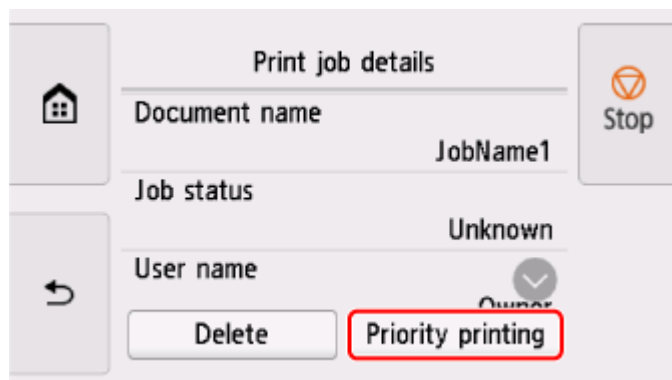 Print job details
Stop
Document name
JobName1
Job status
Unknown
User name
Owner
Delete
Priority printing